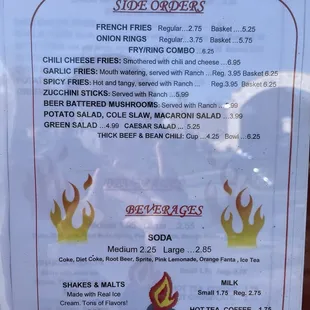 SIDE ORDERS
FRENCH FRIES Regular...2.75 Basket ....5.25
ONION RINGS Regular...3.75 Basket ....5.75
FRY/RING COMBO ..6.25
CHILI CHEESE FRIES: Smothered with chili and cheese ...6.95
GARLIC FRIES: Mouth watering, served with Ranch ...Reg. 3.95 Basket 6.25
SPICY FRIES: Hot and tangy, served with Ranch ... Reg. 3.95 Basket 6.25
ZUCCHINI STICKS: Served with Ranch ...5.99
BEER BATTERED MUSHROOMS: Served with Ranch ...5.99
POTATO SALAD, COLE SLAW, MACARONI SALAD ...3.99
GREEN SALAD ...4.99 CAESAR SALAD ... 5.25
THICK BEEF & BEAN CHILI: Cup ...4.25 Bowl ...6.25
BEVERAGES
SODA
Medium 2.25 Large ...2.85
Coke, Diet Coke, Root Beer, Sprite, Pink Lemonade, Orange Fanta , Ice Tea
SHAKES & MALTS
Made with Real Ice
Cream. Tons of Flavors!
MILK
Small 1.75 Reg. 2.75
HOT TEA, COFFEE 1.75